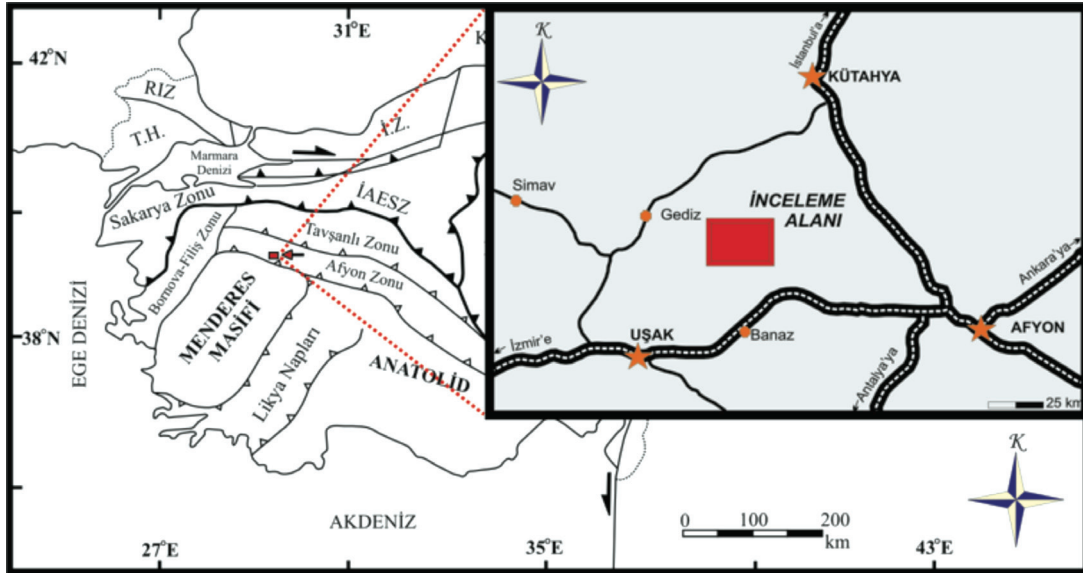 31°E
42°N
K
RIZ
T.H.
İ.Z.
Marmara
Denizi
Sakarya Zonu
İAESZ
Bornova-Filiş Zonu
Tavşanlı Zonu
Afyon Zonu
MENDERES
MASİFİ
EGE DENİZİ
38°N
Likya Napları
ANATOLİD
AKDENİZ
27°E
35°E
43°E
0 100 200
km
K
K
İstanbul'a
KÜTAHYA
Simav
Gediz
İNCELEME
ALANI
Ankara'ya
UŞAK
Banaz
AFYON
İzmir'e
Antalya'ya
25 km